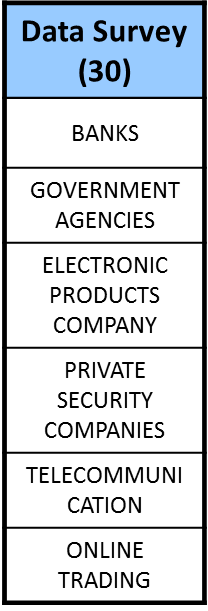 Data Survey
(30)
BANKS
GOVERNMENT
AGENCIES
ELECTRONIC
PRODUCTS
COMPANY
PRIVATE
SECURITY
COMPANIES
TELECOMMUNI
CATION
ONLINE
TRADING